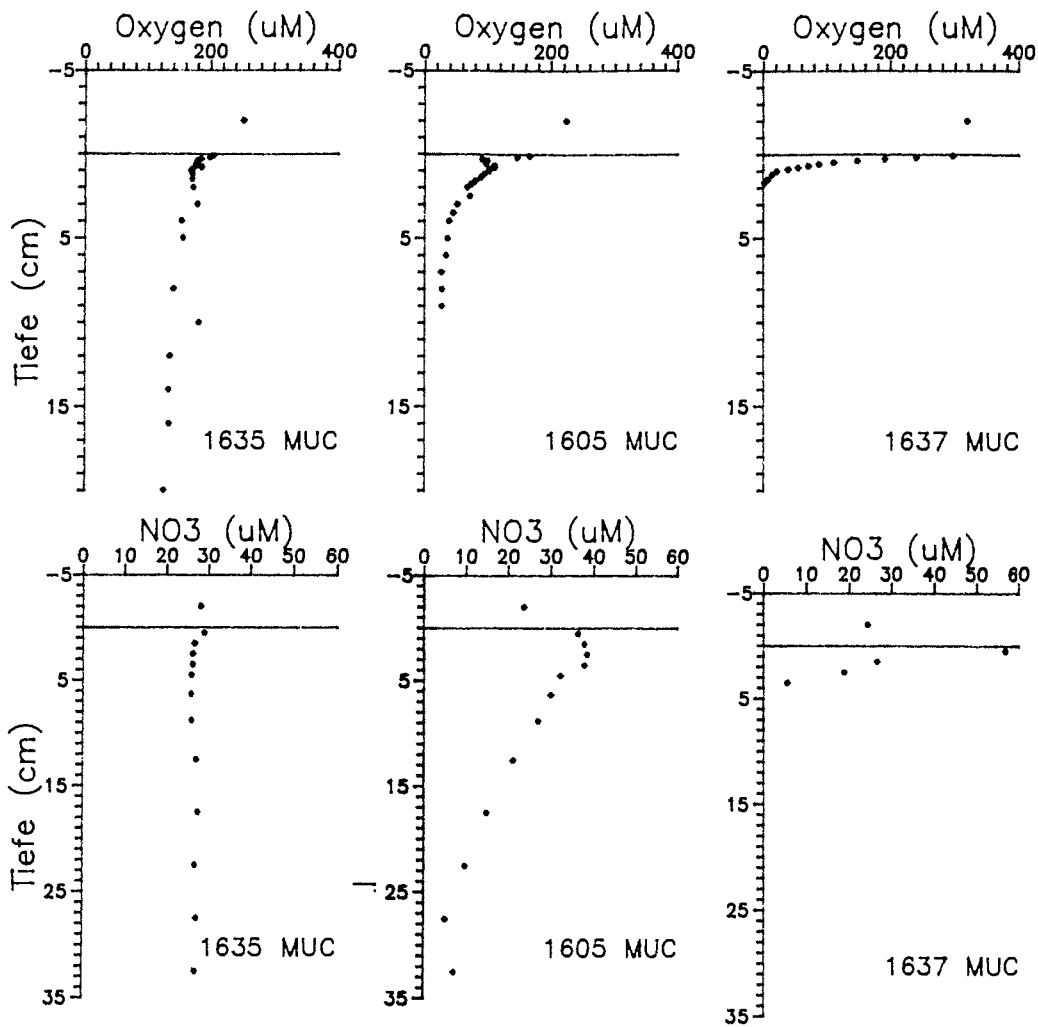 Oxygen (uM) Oxygen (uM) Oxygen (uM)
0 200 400 0 200 400 0 200 400
-5 -5 -5
5 5 5
15 15 15
Tiefe (cm)
1635 MUC 1605 MUC 1637 MUC
NO3 (uM) NO3 (uM) NO3 (uM)
0 10 20 30 40 50 60 0 10 20 30 40 50 60 0 10 20 30 40 50 60
-5 -5 -5
5 5 5
15 15 15
25 25 25
35 35 35
Tiefe (cm)
1635 MUC 1605 MUC 1637 MUC